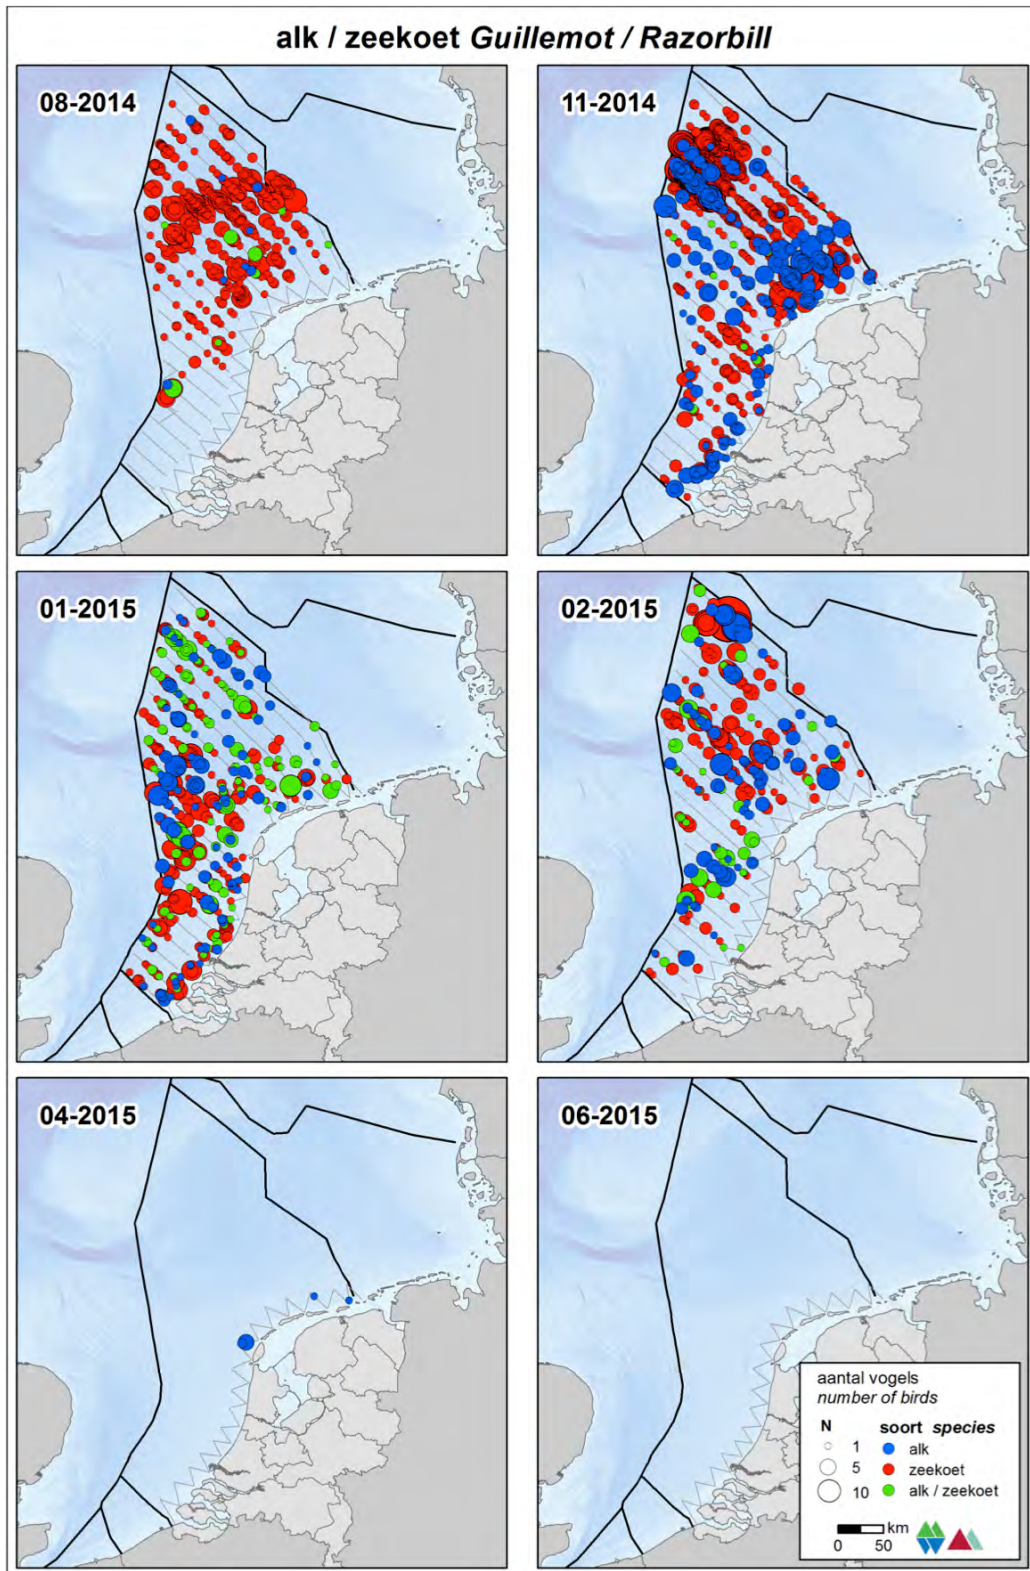 alk / zeekoet Guillemot / Razorbill
08-2014
11-2014
01-2015
02-2015
04-2015
06-2015
aantal vogels
number of birds
N soort species
1 alk
5 zeekoet
10 alk / zeekoet
km
0 50